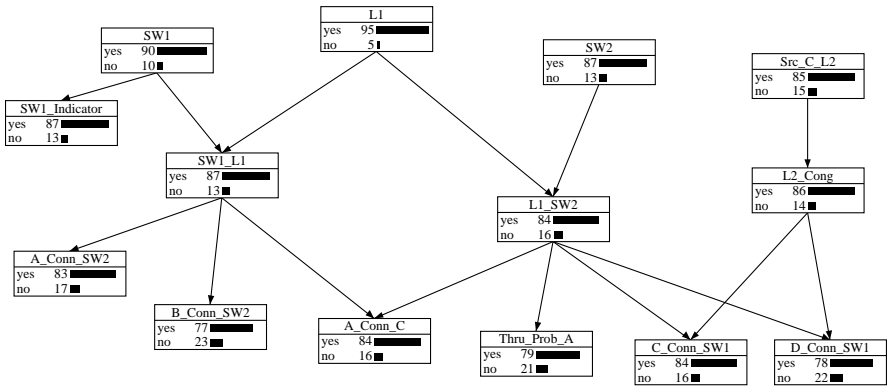 SW1
yes 90
no 10
L1
yes 95
no 5
SW2
yes 87
no 13
Src_C_L2
yes 85
no 15
SW1_Indicator
yes 87
no 13
SW1_L1
yes 87
no 13
L2_Cong
yes 86
no 14
L1_SW2
yes 84
no 16
A_Conn_SW2
yes 83
no 17
B_Conn_SW2
yes 77
no 23
A_Conn_C
yes 84
no 16
Thru_Prob_A
yes 79
no 21
C_Conn_SW1
yes 84
no 16
D_Conn_SW1
yes 78
no 22